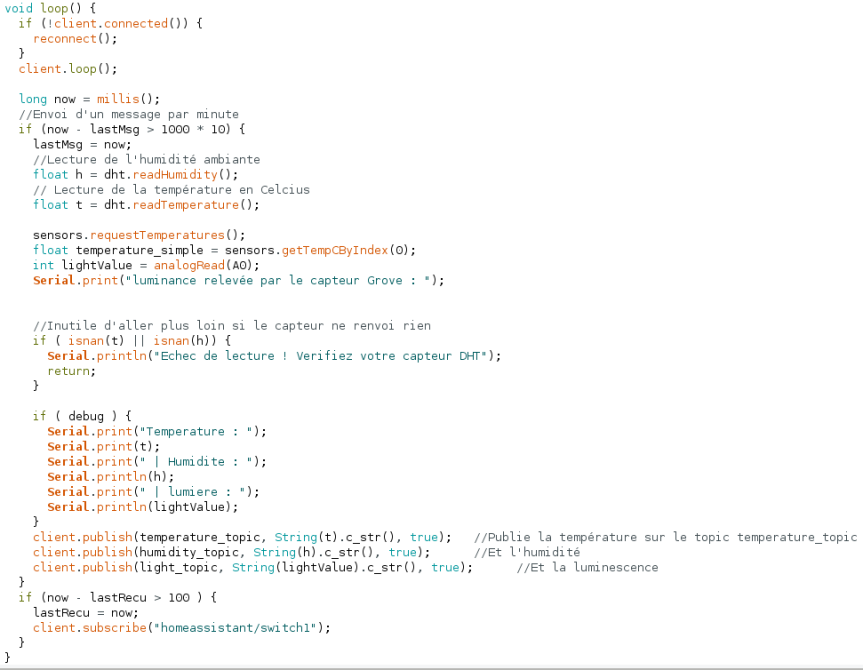 void loop() {
  if (!client.connected()) {
    reconnect();
  }
  client.loop();

  long now = millis();
  //Envoi d'un message par minute
  if (now - lastMsg > 1000 * 10) {
    lastMsg = now;
    //Lecture de l'humidité ambiante
    float h = dht.readHumidity();
    // Lecture de la température en Celcius
    float t = dht.readTemperature();

    sensors.requestTemperatures();
    float temperature_simple = sensors.getTempCByIndex(0);
    int lightValue = analogRead(A0);
    Serial.print("luminance relevée par le capteur Grove : ");


    //Inutile d'aller plus loin si le capteur ne renvoi rien
    if ( isnan(t) || isnan(h)) {
      Serial.println("Echec de lecture ! Verifiez votre capteur DHT");
      return;
    }

    if ( debug ) {
      Serial.print("Temperature : ");
      Serial.print(t);
      Serial.print(" | Humidite : ");
      Serial.println(h);
      Serial.print(" | lumiere : ");
      Serial.println(lightValue);
    }
    client.publish(temperature_topic, String(t).c_str(), true);   //Publie la température sur le topic temperature_topic
    client.publish(humidity_topic, String(h).c_str(), true);      //Et l'humidité
    client.publish(light_topic, String(lightValue).c_str(), true);      //Et la luminescence
  }
  if (now - lastRecu > 100 ) {
    lastRecu = now;
    client.subscribe("homeassistant/switch1");
  }
}